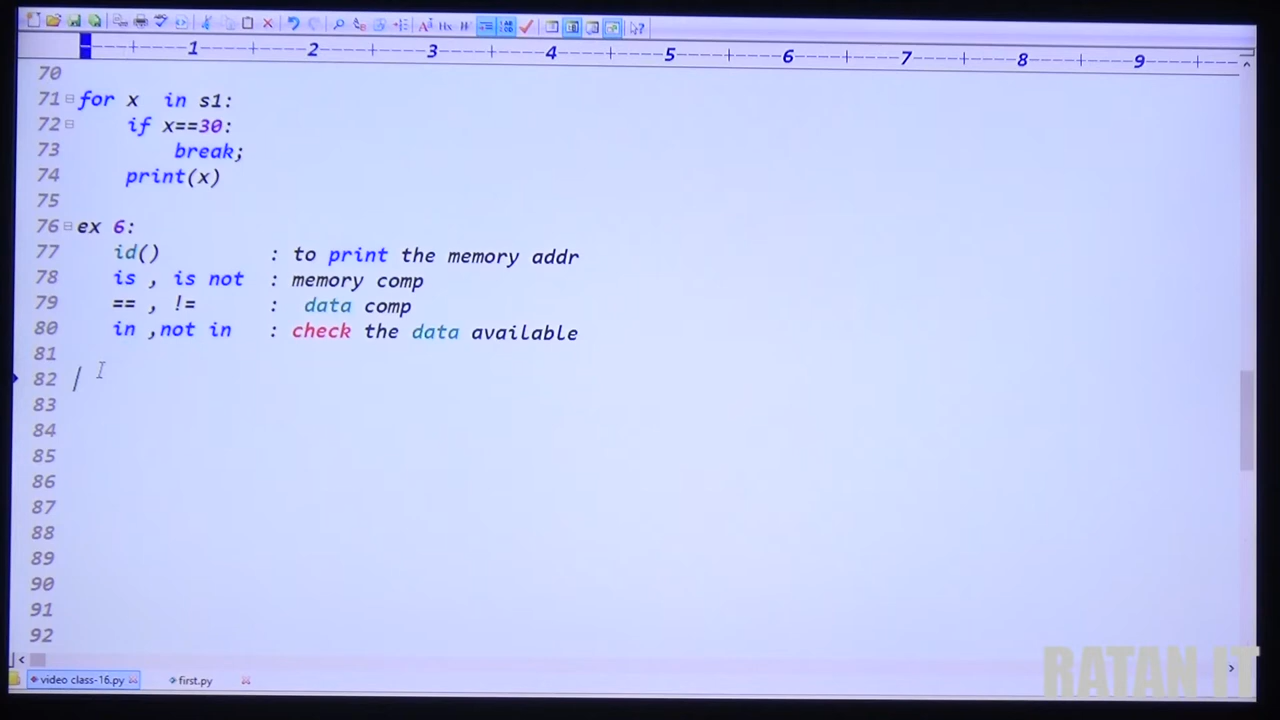 1 2 3 4 5 6 7 8 9
70
71 for x in s1:
72 if x==30:
73 break;
74 print(x)
75
76 ex 6:
77 id() : to print the memory addr
78 is , is not : memory comp
79 == , != : data comp
80 in ,not in : check the data available
81
82
83
84
85
86
87
88
89
90
91
92
video class-16.py first.py
RATAN IT